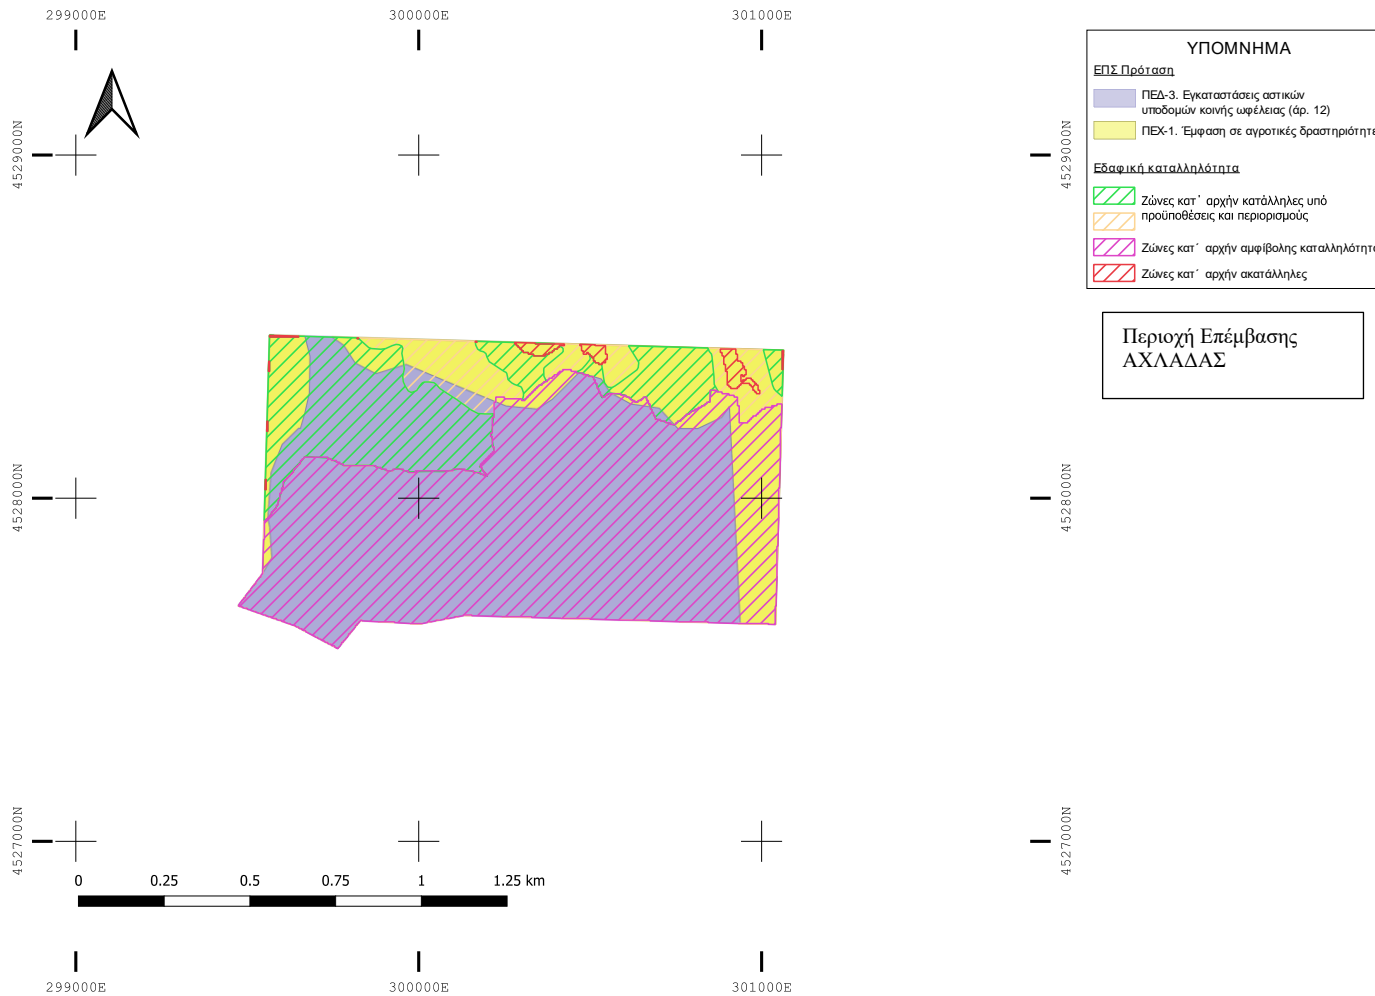 299000E
300000E
301000E
4529000N
4529000N
4528000N
4528000N
4527000N
4527000N
ΥΠΟΜΝΗΜΑ
ΕΠΣ Πρόταση
ΠΕΔ-3. Εγκαταστάσεις αστικών
υποδομών κοινής ωφέλειας (άρ. 12)
ΠΕΧ-1. Έμφαση σε αγροτικές δραστηριότητε
Εδαφική καταλληλότητα
Ζώνες κατ΄ αρχήν κατάλληλες υπό
προϋποθέσεις και περιορισμούς
Ζώνες κατ΄ αρχήν αμφίβολης καταλληλότητα
Ζώνες κατ΄ αρχήν ακατάλληλες
Περιοχή Επέμβασης
ΑΧΛΑΔΑΣ
0 0.25 0.5 0.75 1 1.25 km
299000E
300000E
301000E